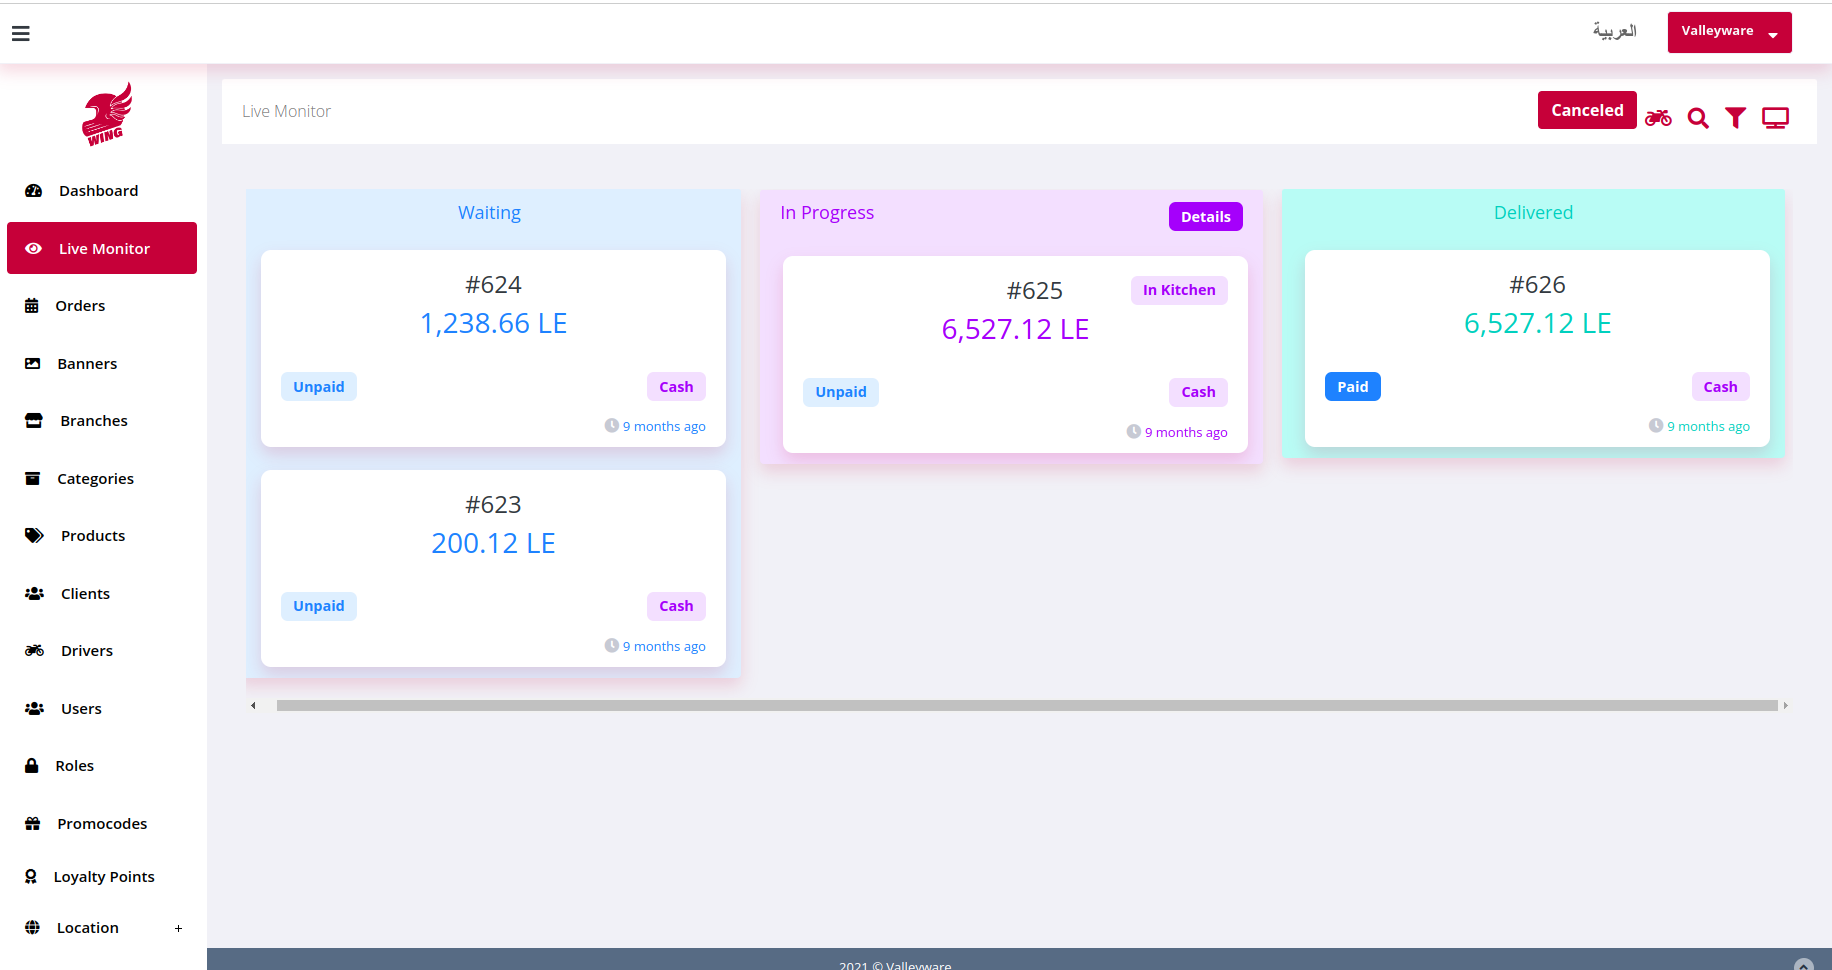 العربية
Valleyware
WING
Live Monitor
Canceled
Dashboard
Live Monitor
Orders
Banners
Branches
Categories
Products
Clients
Drivers
Users
Roles
Promocodes
Loyalty Points
Location +
Waiting
#624
1,238.66 LE
Unpaid Cash
9 months ago
#623
200.12 LE
Unpaid Cash
9 months ago
In Progress Details
#625 In Kitchen
6,527.12 LE
Unpaid Cash
9 months ago
Delivered
#626
6,527.12 LE
Paid Cash
9 months ago
2021 © Valleyware